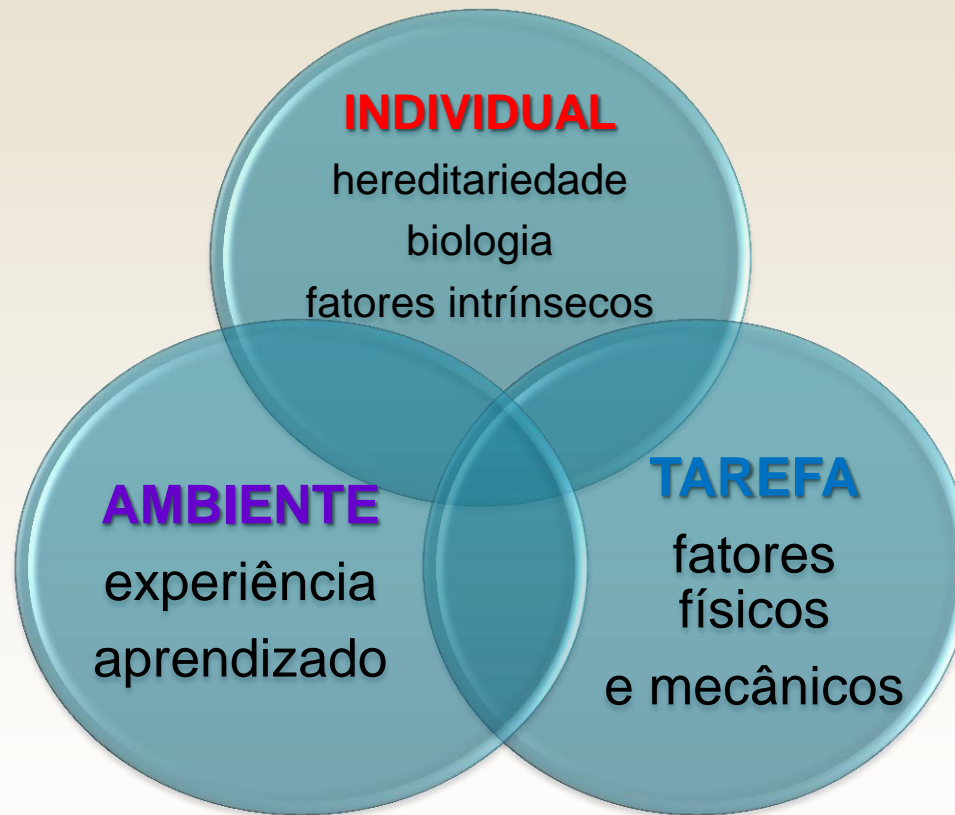 INDIVIDUAL
hereditariedade
biologia
fatores intrínsecos
AMBIENTE
experiência
aprendizado
TAREFA
fatores
físicos
e mecânicos